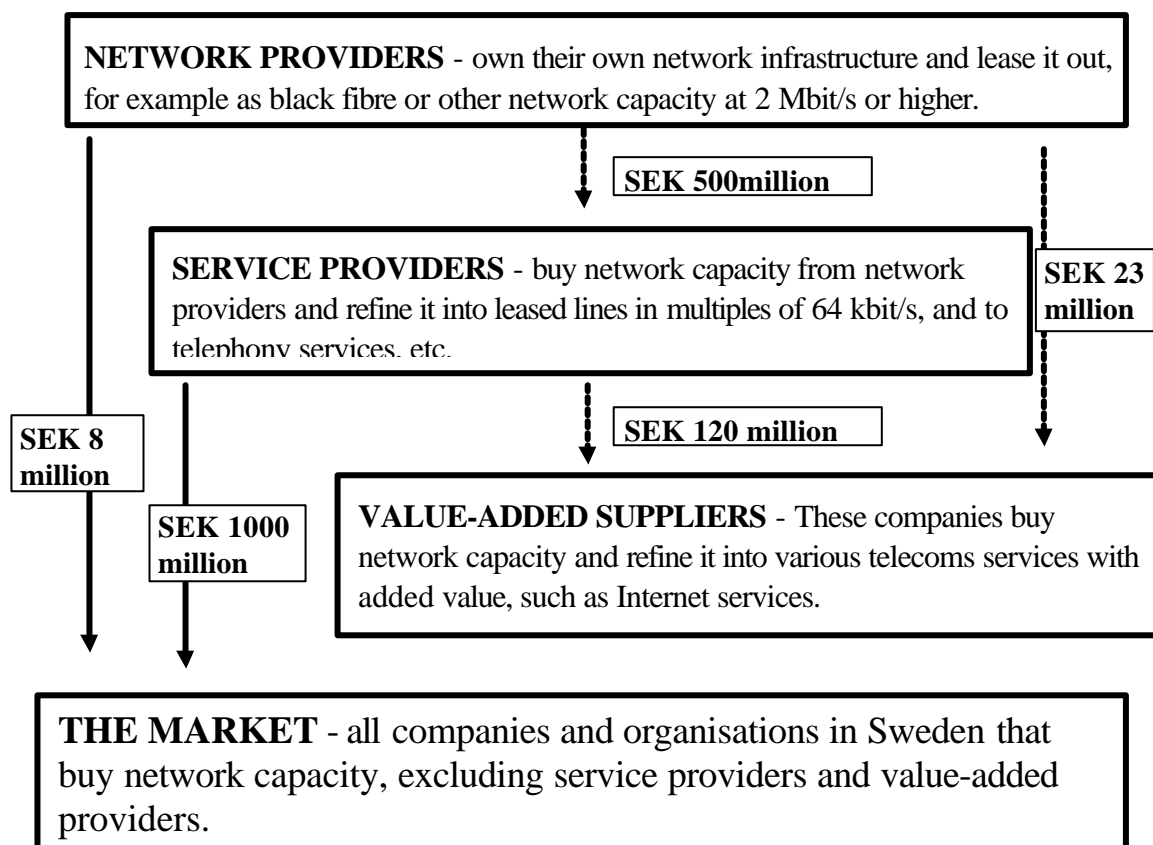 NETWORK PROVIDERS - own their own network infrastructure and lease it out,
for example as black fibre or other network capacity at 2 Mbit/s or higher.
SEK 500million
SERVICE PROVIDERS - buy network capacity from network
providers and refine it into leased lines in multiples of 64 kbit/s, and to
telephony services, etc.
SEK 23
million
SEK 8
million
SEK 120 million
SEK 1000
million
VALUE-ADDED SUPPLIERS - These companies buy
network capacity and refine it into various telecoms services with
added value, such as Internet services.
THE MARKET - all companies and organisations in Sweden that
buy network capacity, excluding service providers and value-added
providers.